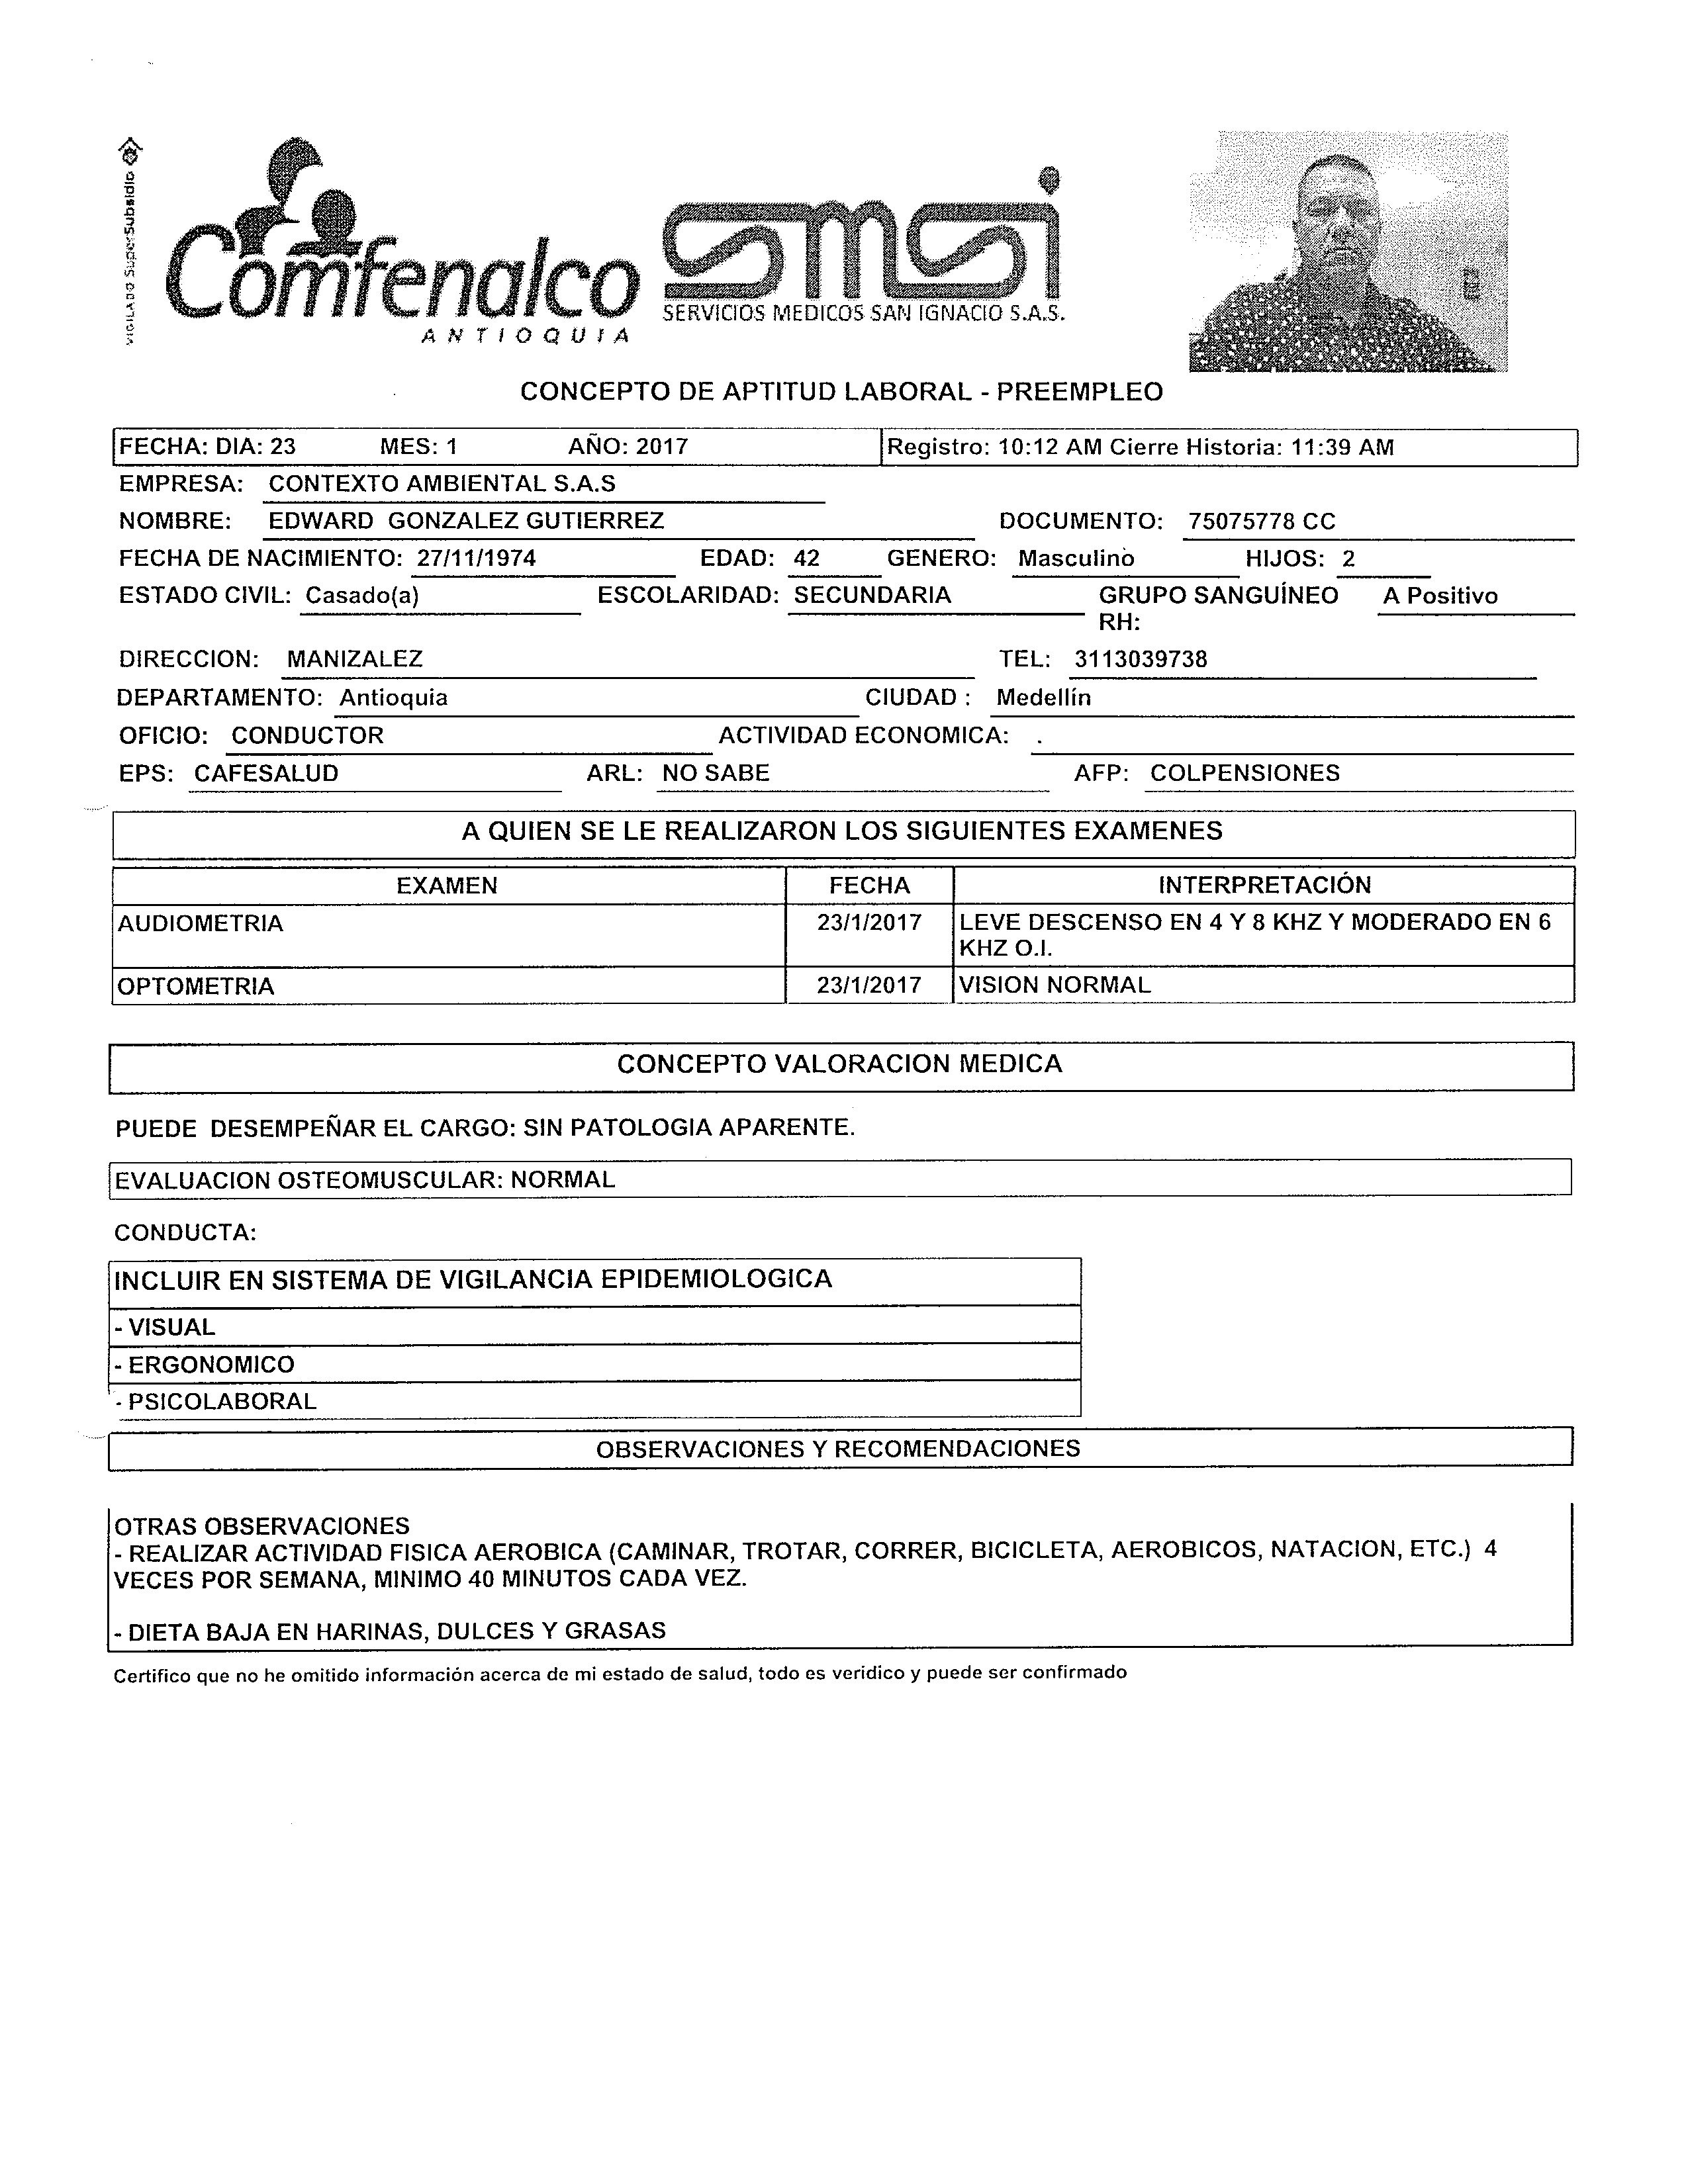 VIGILADO SuperSubsidio
Comfenalco
ANTIOQUIA
smsi
SERVICIOS MEDICOS SAN IGNACIO S.A.S.
CONCEPTO DE APTITUD LABORAL - PREEMPLEO
FECHA: DIA: 23 MES: 1 AÑO: 2017 Registro: 10:12 AM Cierre Historia: 11:39 AM
EMPRESA: CONTEXTO AMBIENTAL S.A.S
NOMBRE: EDWARD GONZALEZ GUTIERREZ DOCUMENTO: 75075778 CC
FECHA DE NACIMIENTO: 27/11/1974 EDAD: 42 GENERO: Masculino HIJOS: 2
ESTADO CIVIL: Casado(a) ESCOLARIDAD: SECUNDARIA GRUPO SANGUÍNEO A Positivo
RH:
DIRECCION: MANIZALEZ TEL: 3113039738
DEPARTAMENTO: Antioquia CIUDAD : Medellín
OFICIO: CONDUCTOR ACTIVIDAD ECONOMICA: .
EPS: CAFESALUD ARL: NO SABE AFP: COLPENSIONES
A QUIEN SE LE REALIZARON LOS SIGUIENTES EXAMENES
EXAMEN FECHA INTERPRETACIÓN
AUDIOMETRIA 23/1/2017 LEVE DESCENSO EN 4 Y 8 KHZ Y MODERADO EN 6
KHZ O.I.
OPTOMETRIA 23/1/2017 VISION NORMAL
CONCEPTO VALORACION MEDICA
PUEDE DESEMPEÑAR EL CARGO: SIN PATOLOGIA APARENTE.
EVALUACION OSTEOMUSCULAR: NORMAL
CONDUCTA:
INCLUIR EN SISTEMA DE VIGILANCIA EPIDEMIOLOGICA
- VISUAL
- ERGONOMICO
- PSICOLABORAL
OBSERVACIONES Y RECOMENDACIONES
OTRAS OBSERVACIONES
- REALIZAR ACTIVIDAD FISICA AEROBICA (CAMINAR, TROTAR, CORRER, BICICLETA, AEROBICOS, NATACION, ETC.) 4
VECES POR SEMANA, MINIMO 40 MINUTOS CADA VEZ.
- DIETA BAJA EN HARINAS, DULCES Y GRASAS
Certifico que no he omitido información acerca de mi estado de salud, todo es veridico y puede ser confirmado